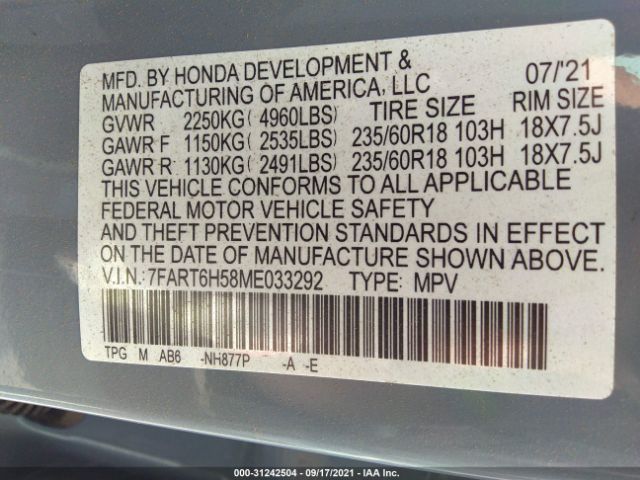 MFD. BY HONDA DEVELOPMENT &
MANUFACTURING OF AMERICA, LLC 07/'21
GVWR 2250KG ( 4960LBS) TIRE SIZE RIM SIZE
GAWR F 1150KG ( 2535LBS) 235/60R18 103H 18X7.5J
GAWR R 1130KG ( 2491LBS) 235/60R18 103H 18X7.5J
THIS VEHICLE CONFORMS TO ALL APPLICABLE
FEDERAL MOTOR VEHICLE SAFETY
AND THEFT PREVENTION STANDARDS IN EFFECT
ON THE DATE OF MANUFACTURE SHOWN ABOVE.
V.I.N.: 7FART6H58ME033292 TYPE: MPV
TPG M AB6 -NH877P -A -E
000-31242504 - 09/17/2021 - IAA Inc.